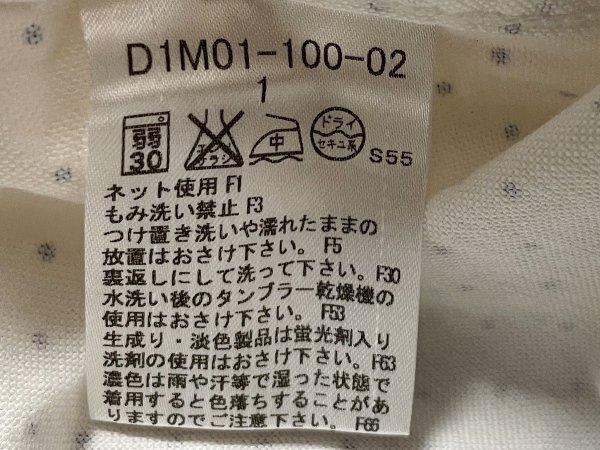 D1M01-100-02
1
弱 30 エンソ サラシ 中 ドライ セキユ系 S55
ネット使用 F1
もみ洗い禁止 F3
つけ置き洗いや濡れたままの
放置はおさけ下さい。 F5
裏返しにして洗って下さい。F30
水洗い後のタンブラー乾燥機の
使用はおさけ下さい。 F53
生成り・淡色製品は蛍光剤入り
洗剤の使用はおさけ下さい。F63
濃色は雨や汗等で湿った状態で
着用すると色落ちすることがあ
りますのでご注意下さい。 F66